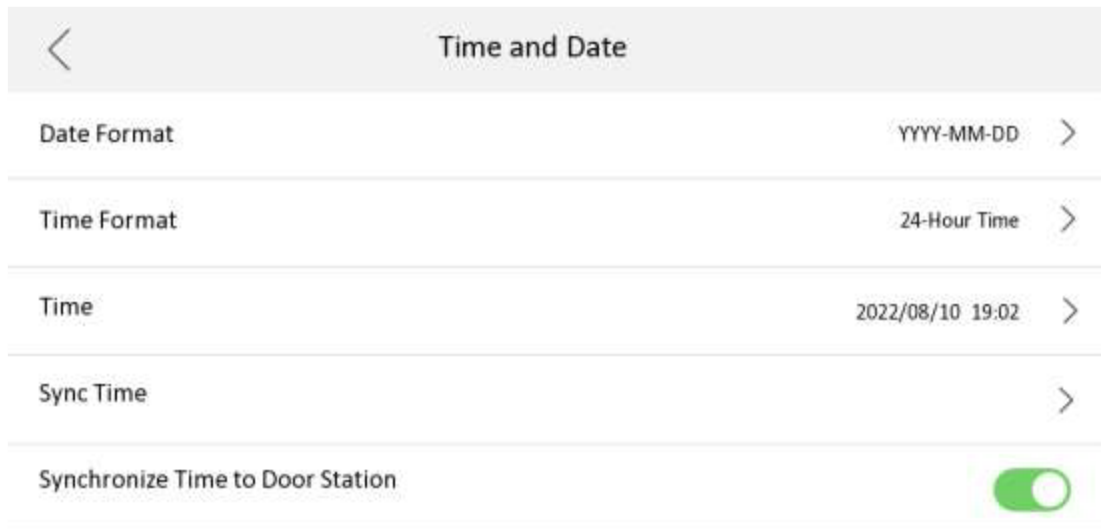 Time and Date
Date Format YYYY-MM-DD
Time Format 24-Hour Time
Time 2022/08/10 19:02
Sync Time
Synchronize Time to Door Station